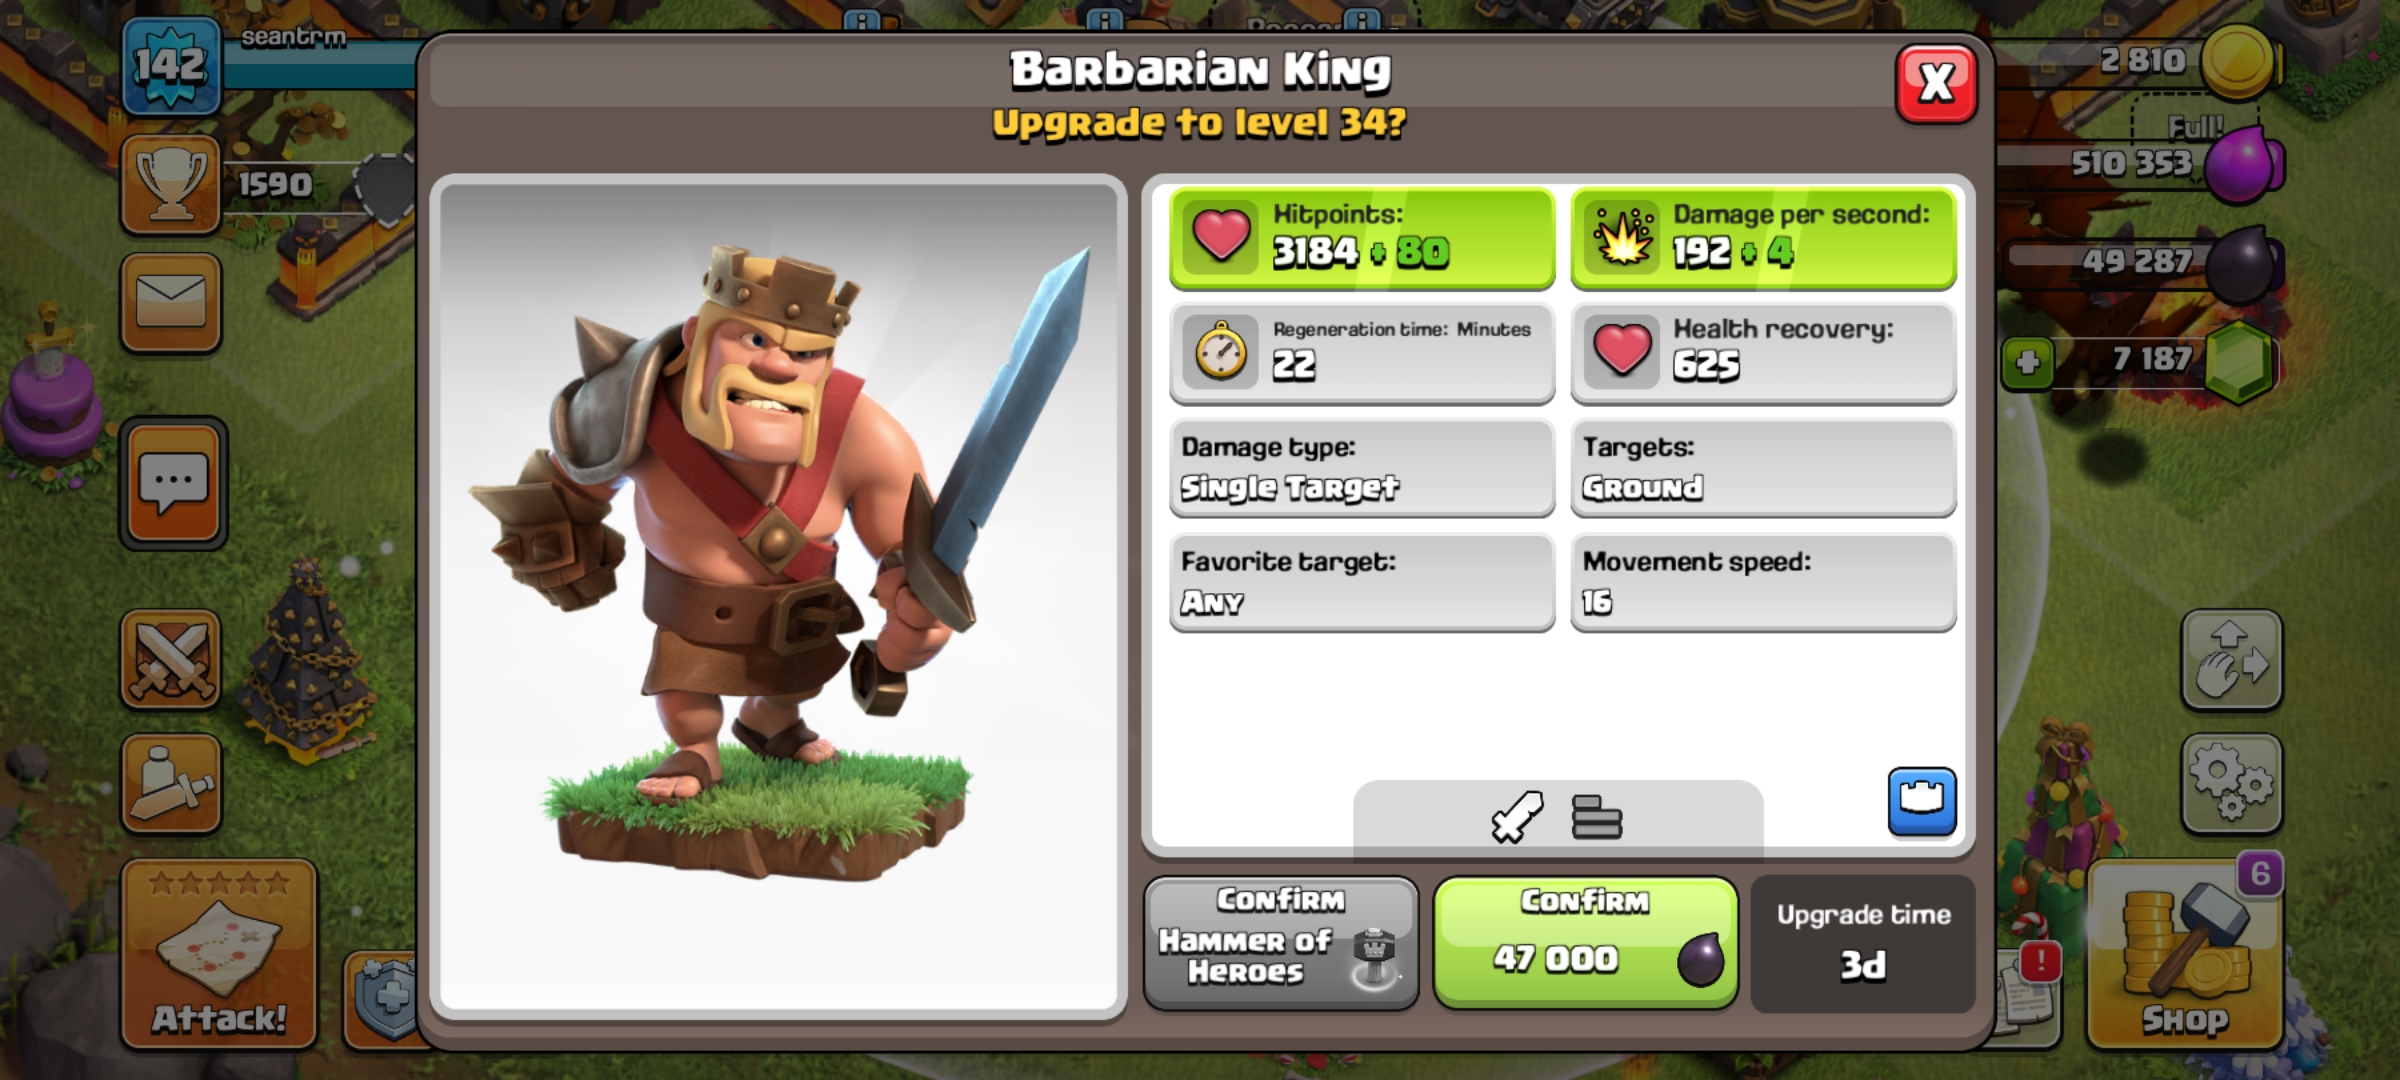 142
seantrm
1590
Barbarian King
Upgrade to level 34?
X
2 810
Full!
510 353
49 287
7 187
Hitpoints:
3184 + 80
Damage per second:
192 + 4
Regeneration time: Minutes
22
Health recovery:
625
Damage type:
Single Target
Targets:
Ground
Favorite target:
Any
Movement speed:
16
Confirm
Hammer of
Heroes
Confirm
47 000
Upgrade time
3d
Attack!
!
6
Shop